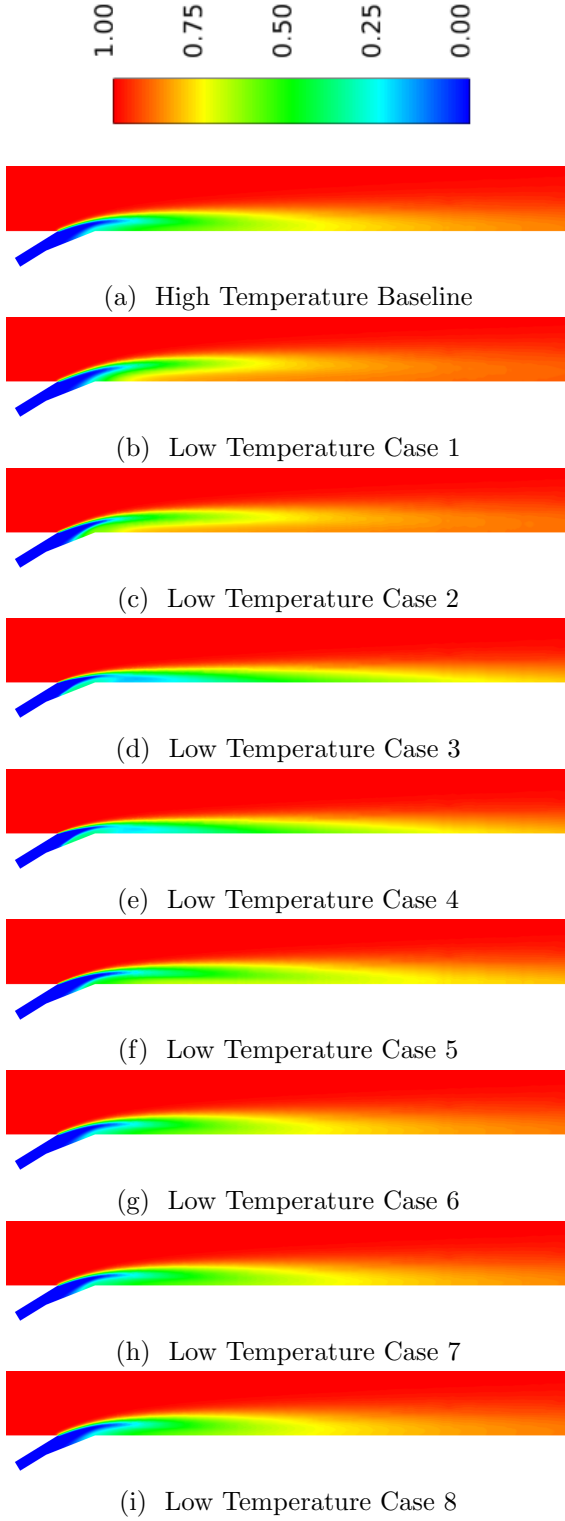 1.00 0.75 0.50 0.25 0.00
(a) High Temperature Baseline
(b) Low Temperature Case 1
(c) Low Temperature Case 2
(d) Low Temperature Case 3
(e) Low Temperature Case 4
(f) Low Temperature Case 5
(g) Low Temperature Case 6
(h) Low Temperature Case 7
(i) Low Temperature Case 8